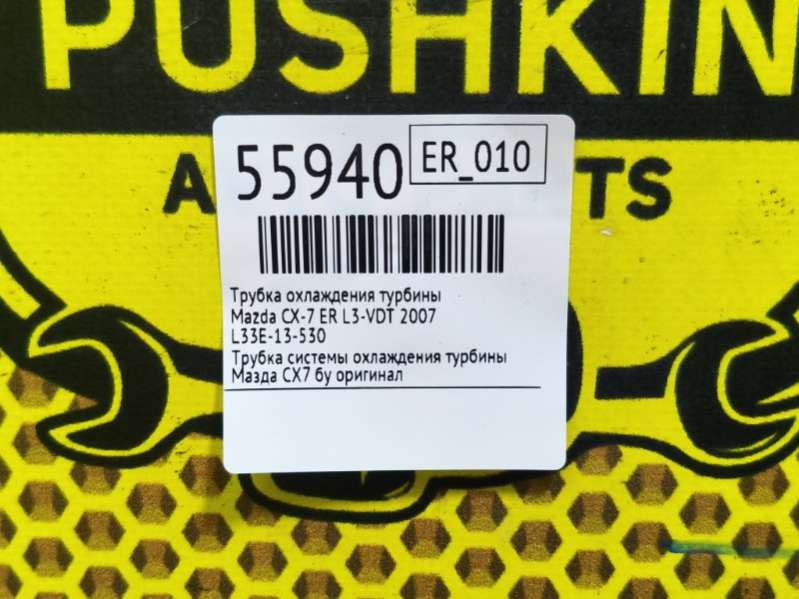 PUSHKIN
A TS
55940
ER_010
Трубка охлаждения турбины
Mazda CX-7 ER L3-VDT 2007
L33E-13-530
Трубка системы охлаждения турбины
Мазда СХ7 бу оригинал